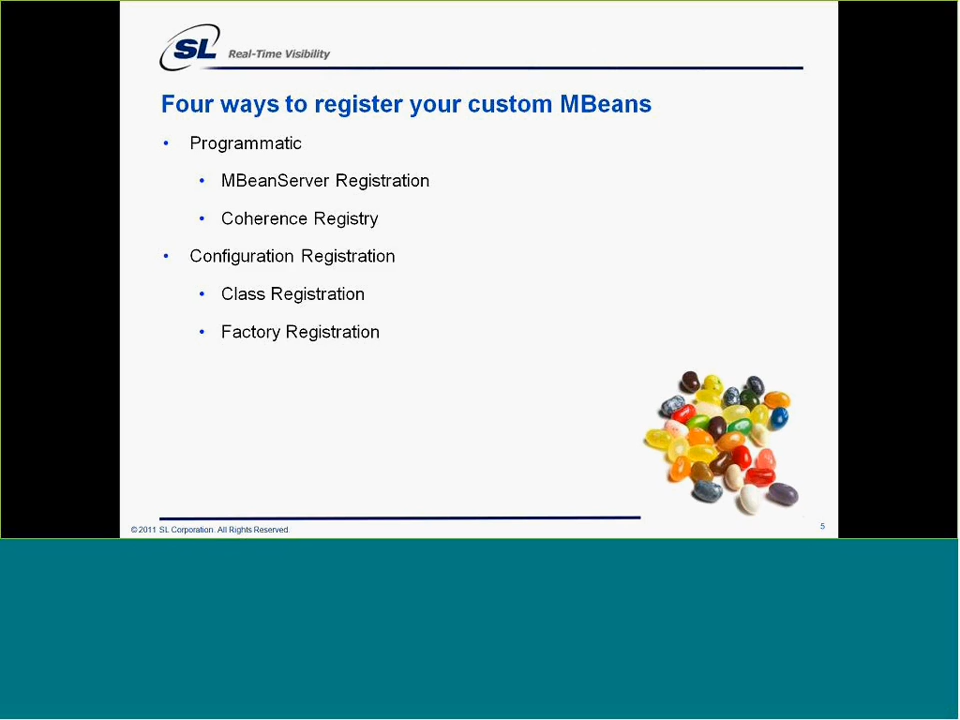 SL Real-Time Visibility
Four ways to register your custom MBeans
• Programmatic
• MBeanServer Registration
• Coherence Registry
• Configuration Registration
• Class Registration
• Factory Registration
© 2011 SL Corporation. All Rights Reserved.
5